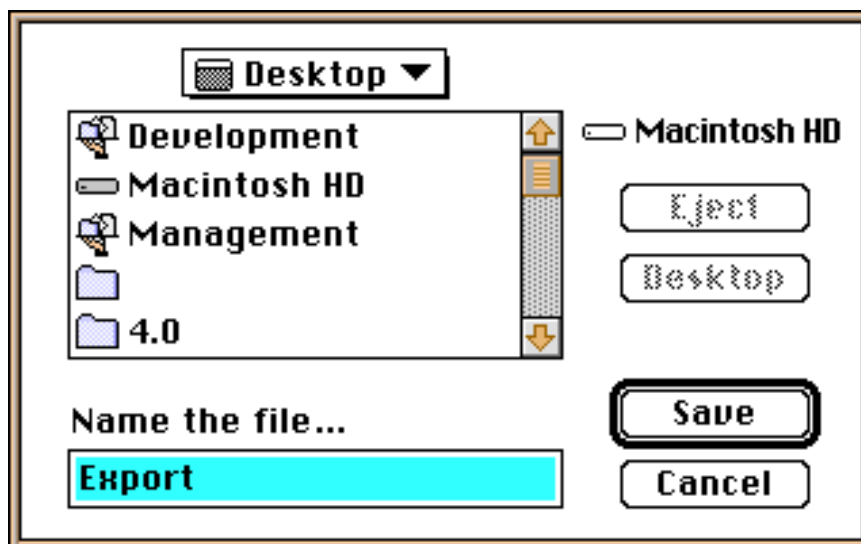 Desktop
Development
Macintosh HD
Management
4.0
Macintosh HD
Eject
Desktop
Name the file...
Export
Save
Cancel